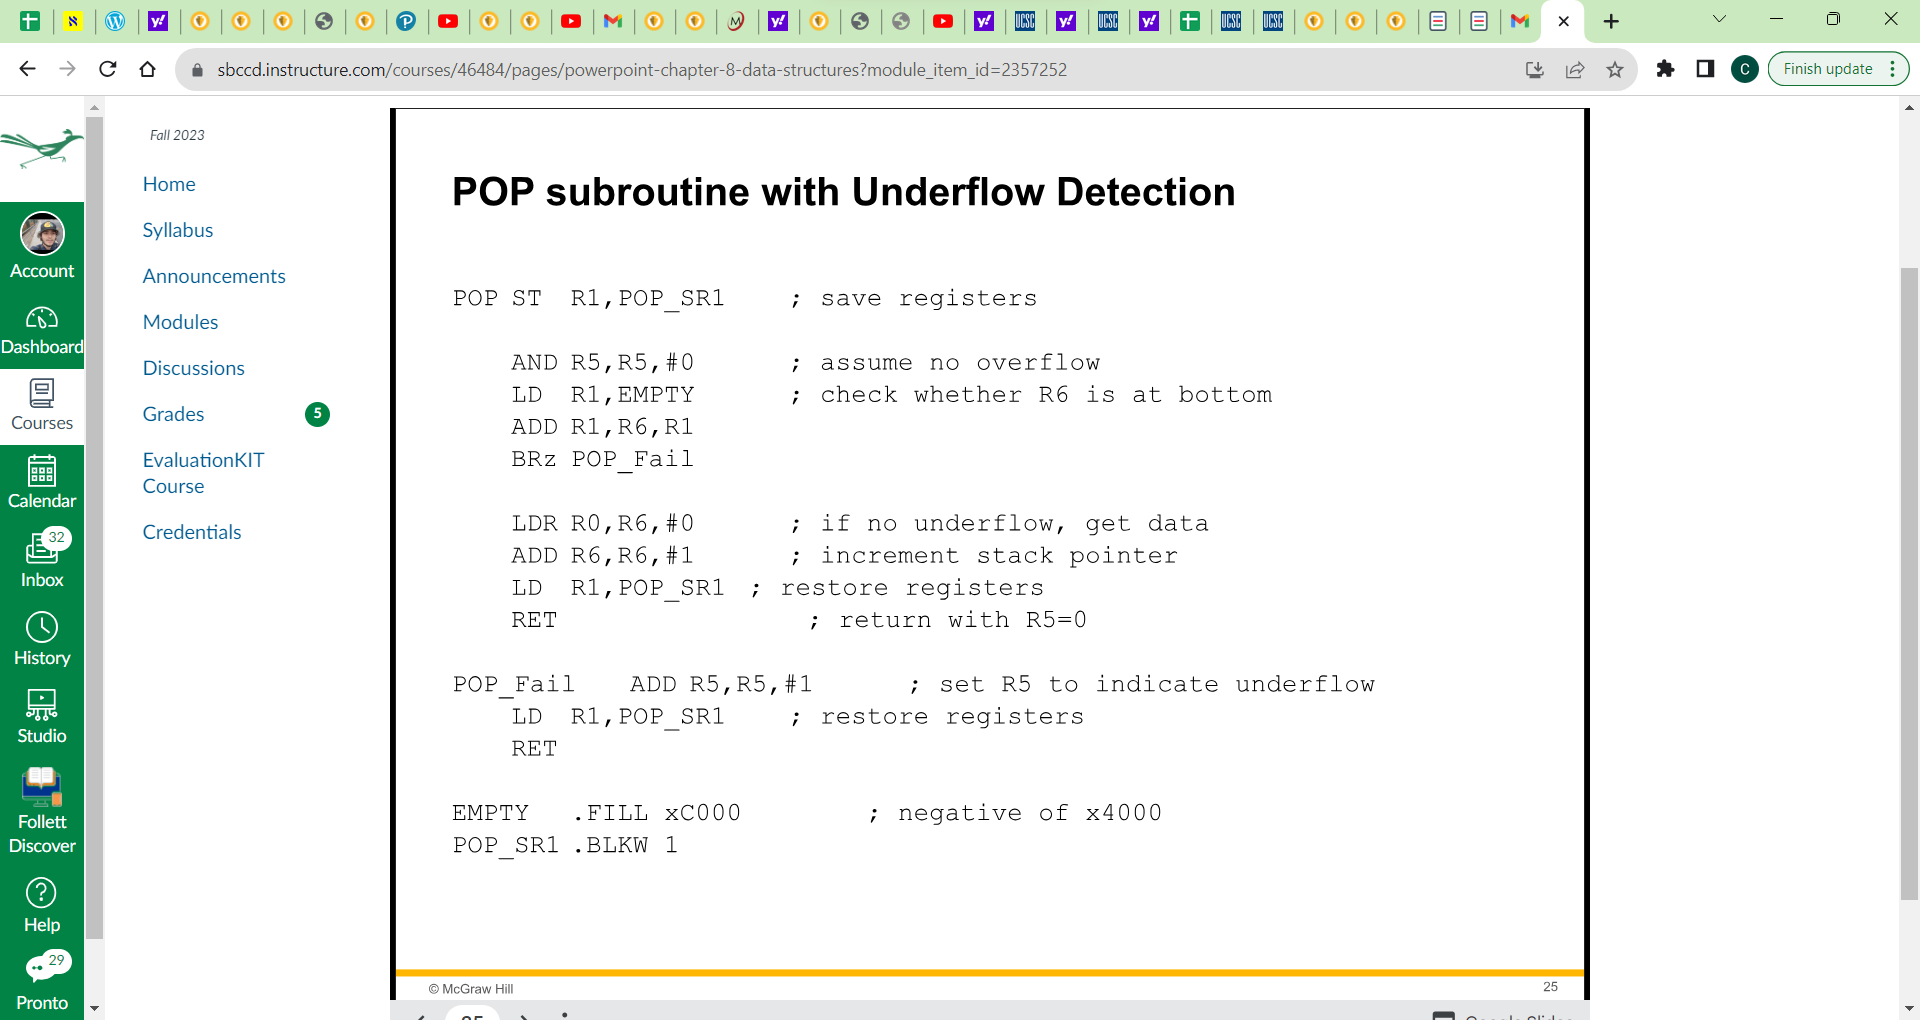 sbccd.instructure.com/courses/46484/pages/powerpoint-chapter-8-data-structures?module_item_id=2357252
C
Finish update
Account
Dashboard
Courses
Calendar
32
Inbox
History
Studio
Follett
Discover
Help
29
Pronto
Fall 2023
Home
Syllabus
Announcements
Modules
Discussions
Grades 5
EvaluationKIT
Course
Credentials
POP subroutine with Underflow Detection
POP ST R1,POP_SR1 ; save registers
AND R5,R5,#0 ; assume no overflow
LD R1,EMPTY ; check whether R6 is at bottom
ADD R1,R6,R1
BRz POP_Fail
LDR R0,R6,#0 ; if no underflow, get data
ADD R6,R6,#1 ; increment stack pointer
LD R1,POP_SR1 ; restore registers
RET ; return with R5=0
POP_Fail ADD R5,R5,#1 ; set R5 to indicate underflow
LD R1,POP_SR1 ; restore registers
RET
EMPTY .FILL xC000 ; negative of x4000
POP_SR1 .BLKW 1
© McGraw Hill
25